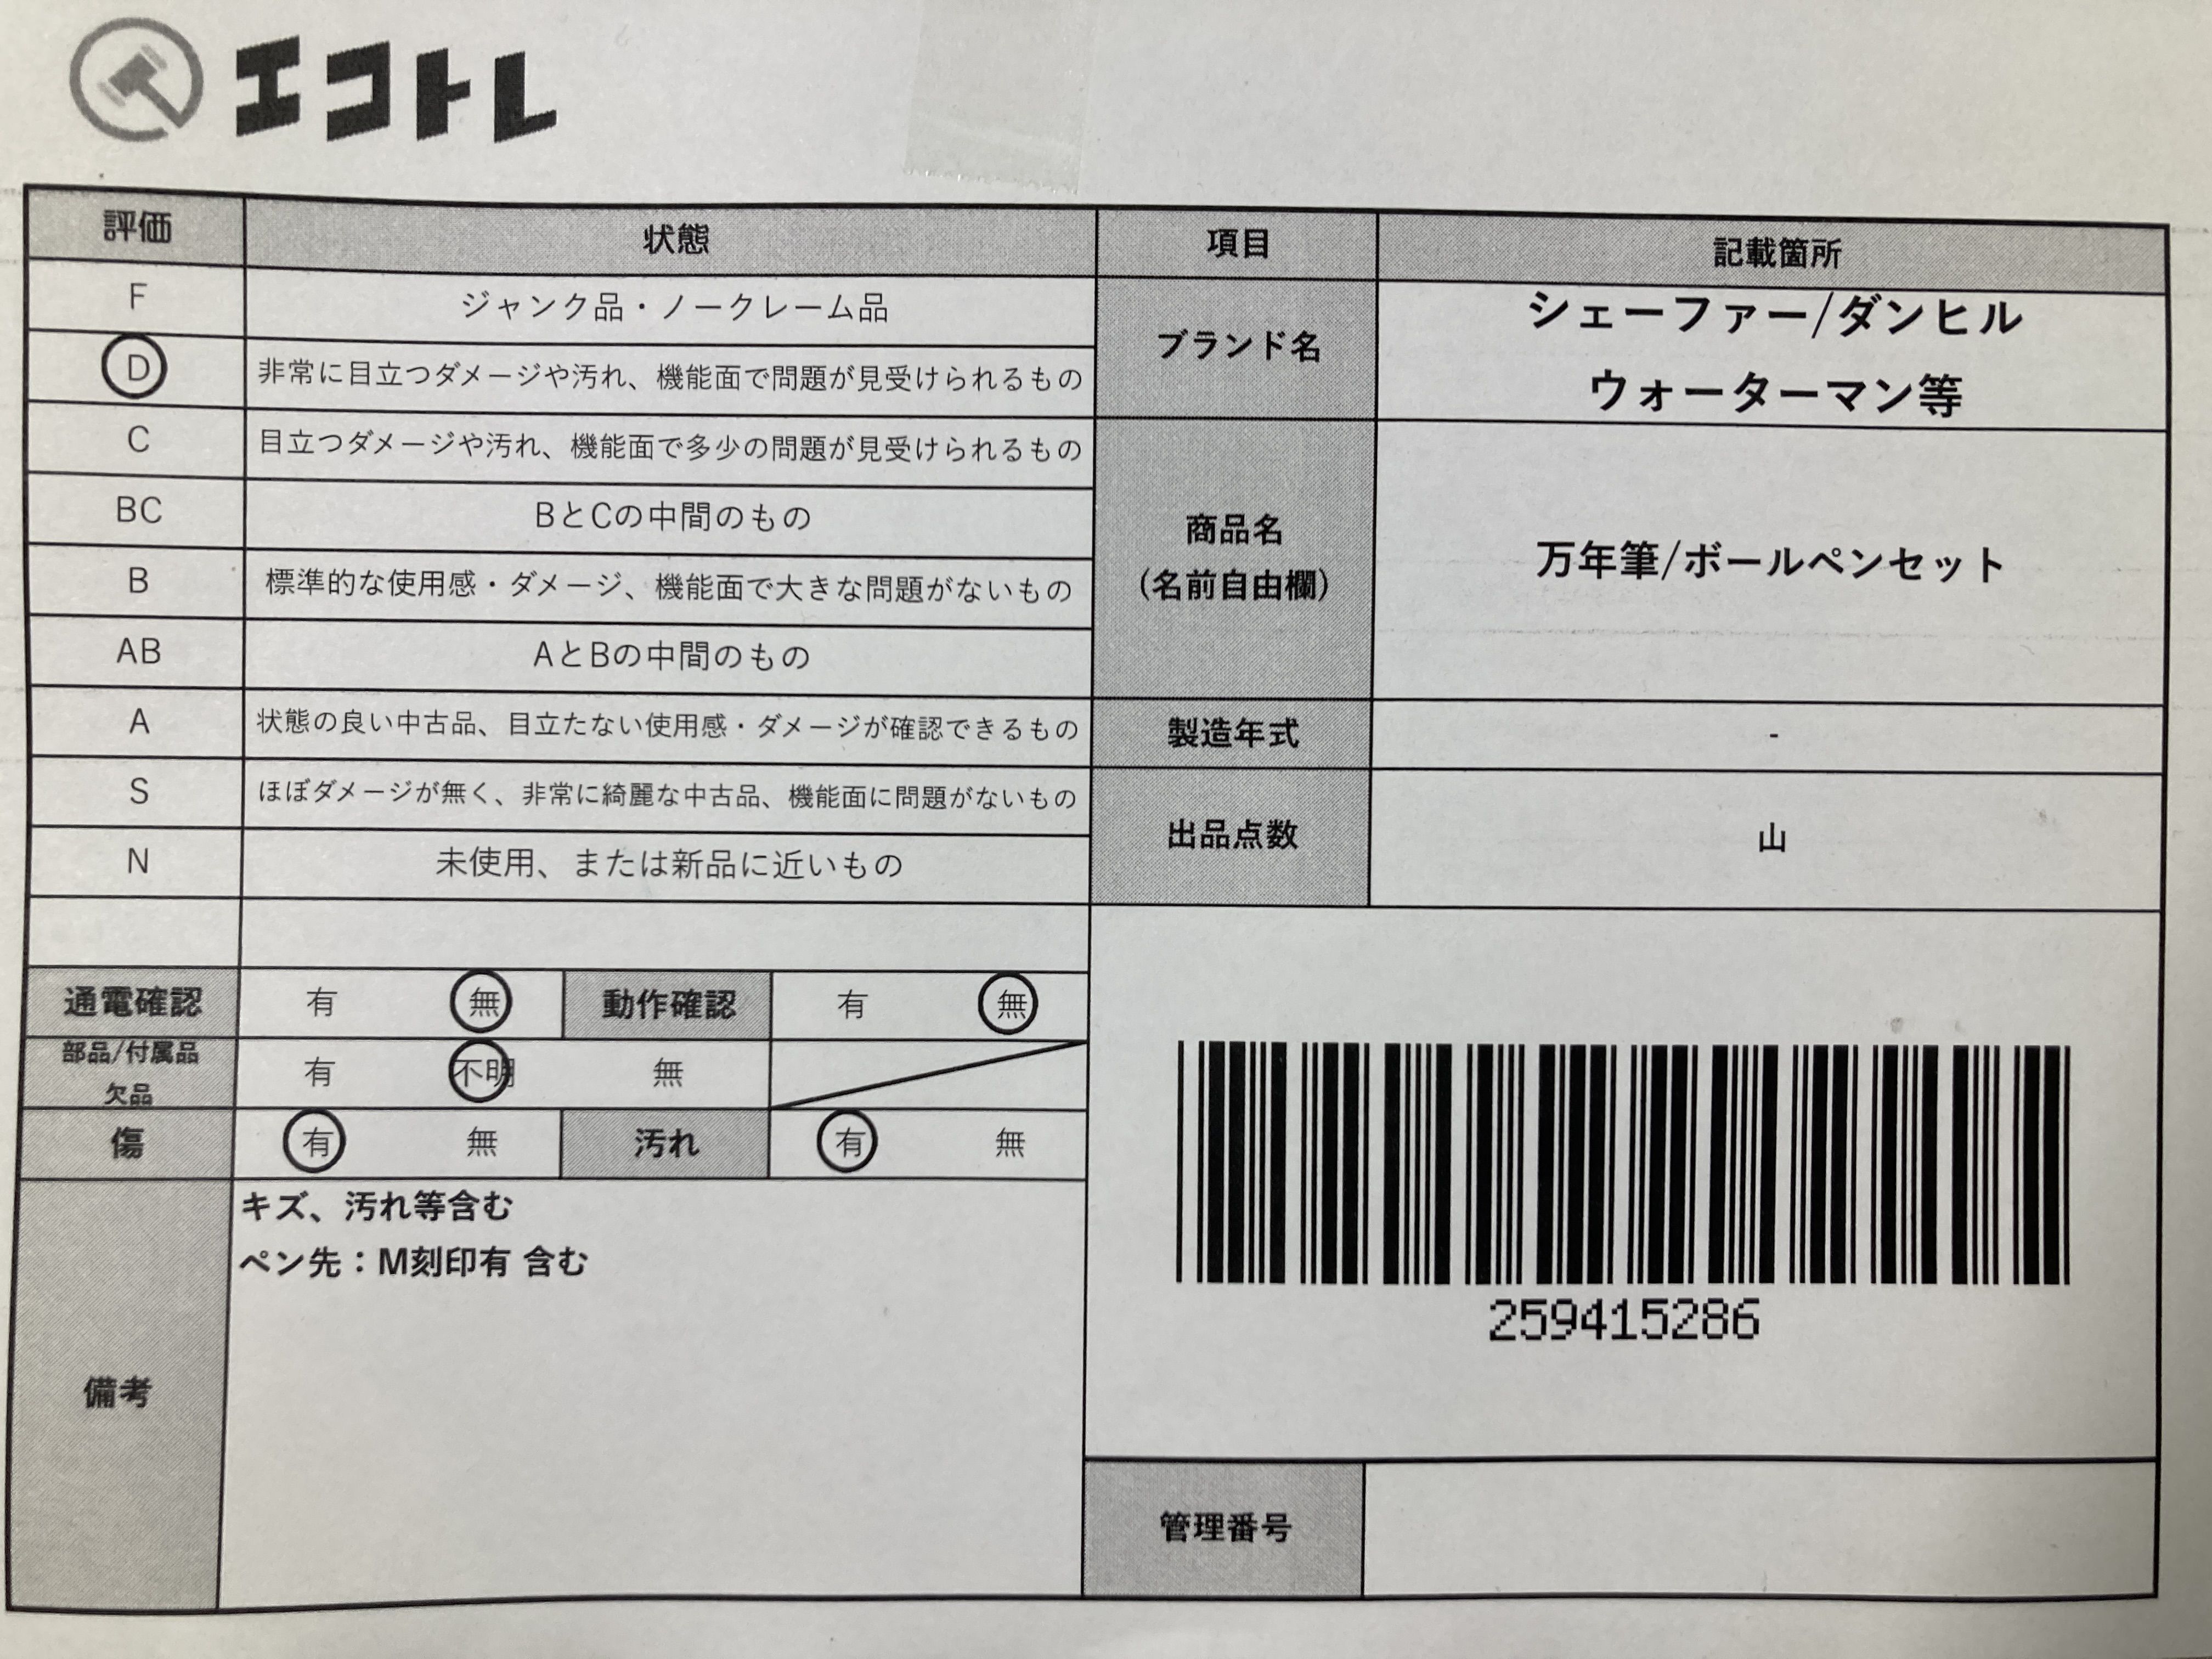 エコトレ
評価 状態 項目 記載箇所
F ジャンク品・ノークレーム品
D 非常に目立つダメージや汚れ、機能面で問題が見受けられるもの
C 目立つダメージや汚れ、機能面で多少の問題が見受けられるもの
BC BとCの中間のもの
B 標準的な使用感・ダメージ、機能面で大きな問題がないもの
AB AとBの中間のもの
A 状態の良い中古品、目立たない使用感・ダメージが確認できるもの
S ほぼダメージが無く、非常に綺麗な中古品、機能面に問題がないもの
N 未使用、または新品に近いもの
ブランド名
シェーファー/ダンヒル
ウォーターマン等
商品名
(名前自由欄)
万年筆/ボールペンセット
製造年式 -
出品点数 山
通電確認 有 無 動作確認 有 無
部品/付属品
欠品
有 不明 無
傷 有 無 汚れ 有 無
備考
キズ、汚れ等含む
ペン先：M刻印有 含む
259415286
管理番号